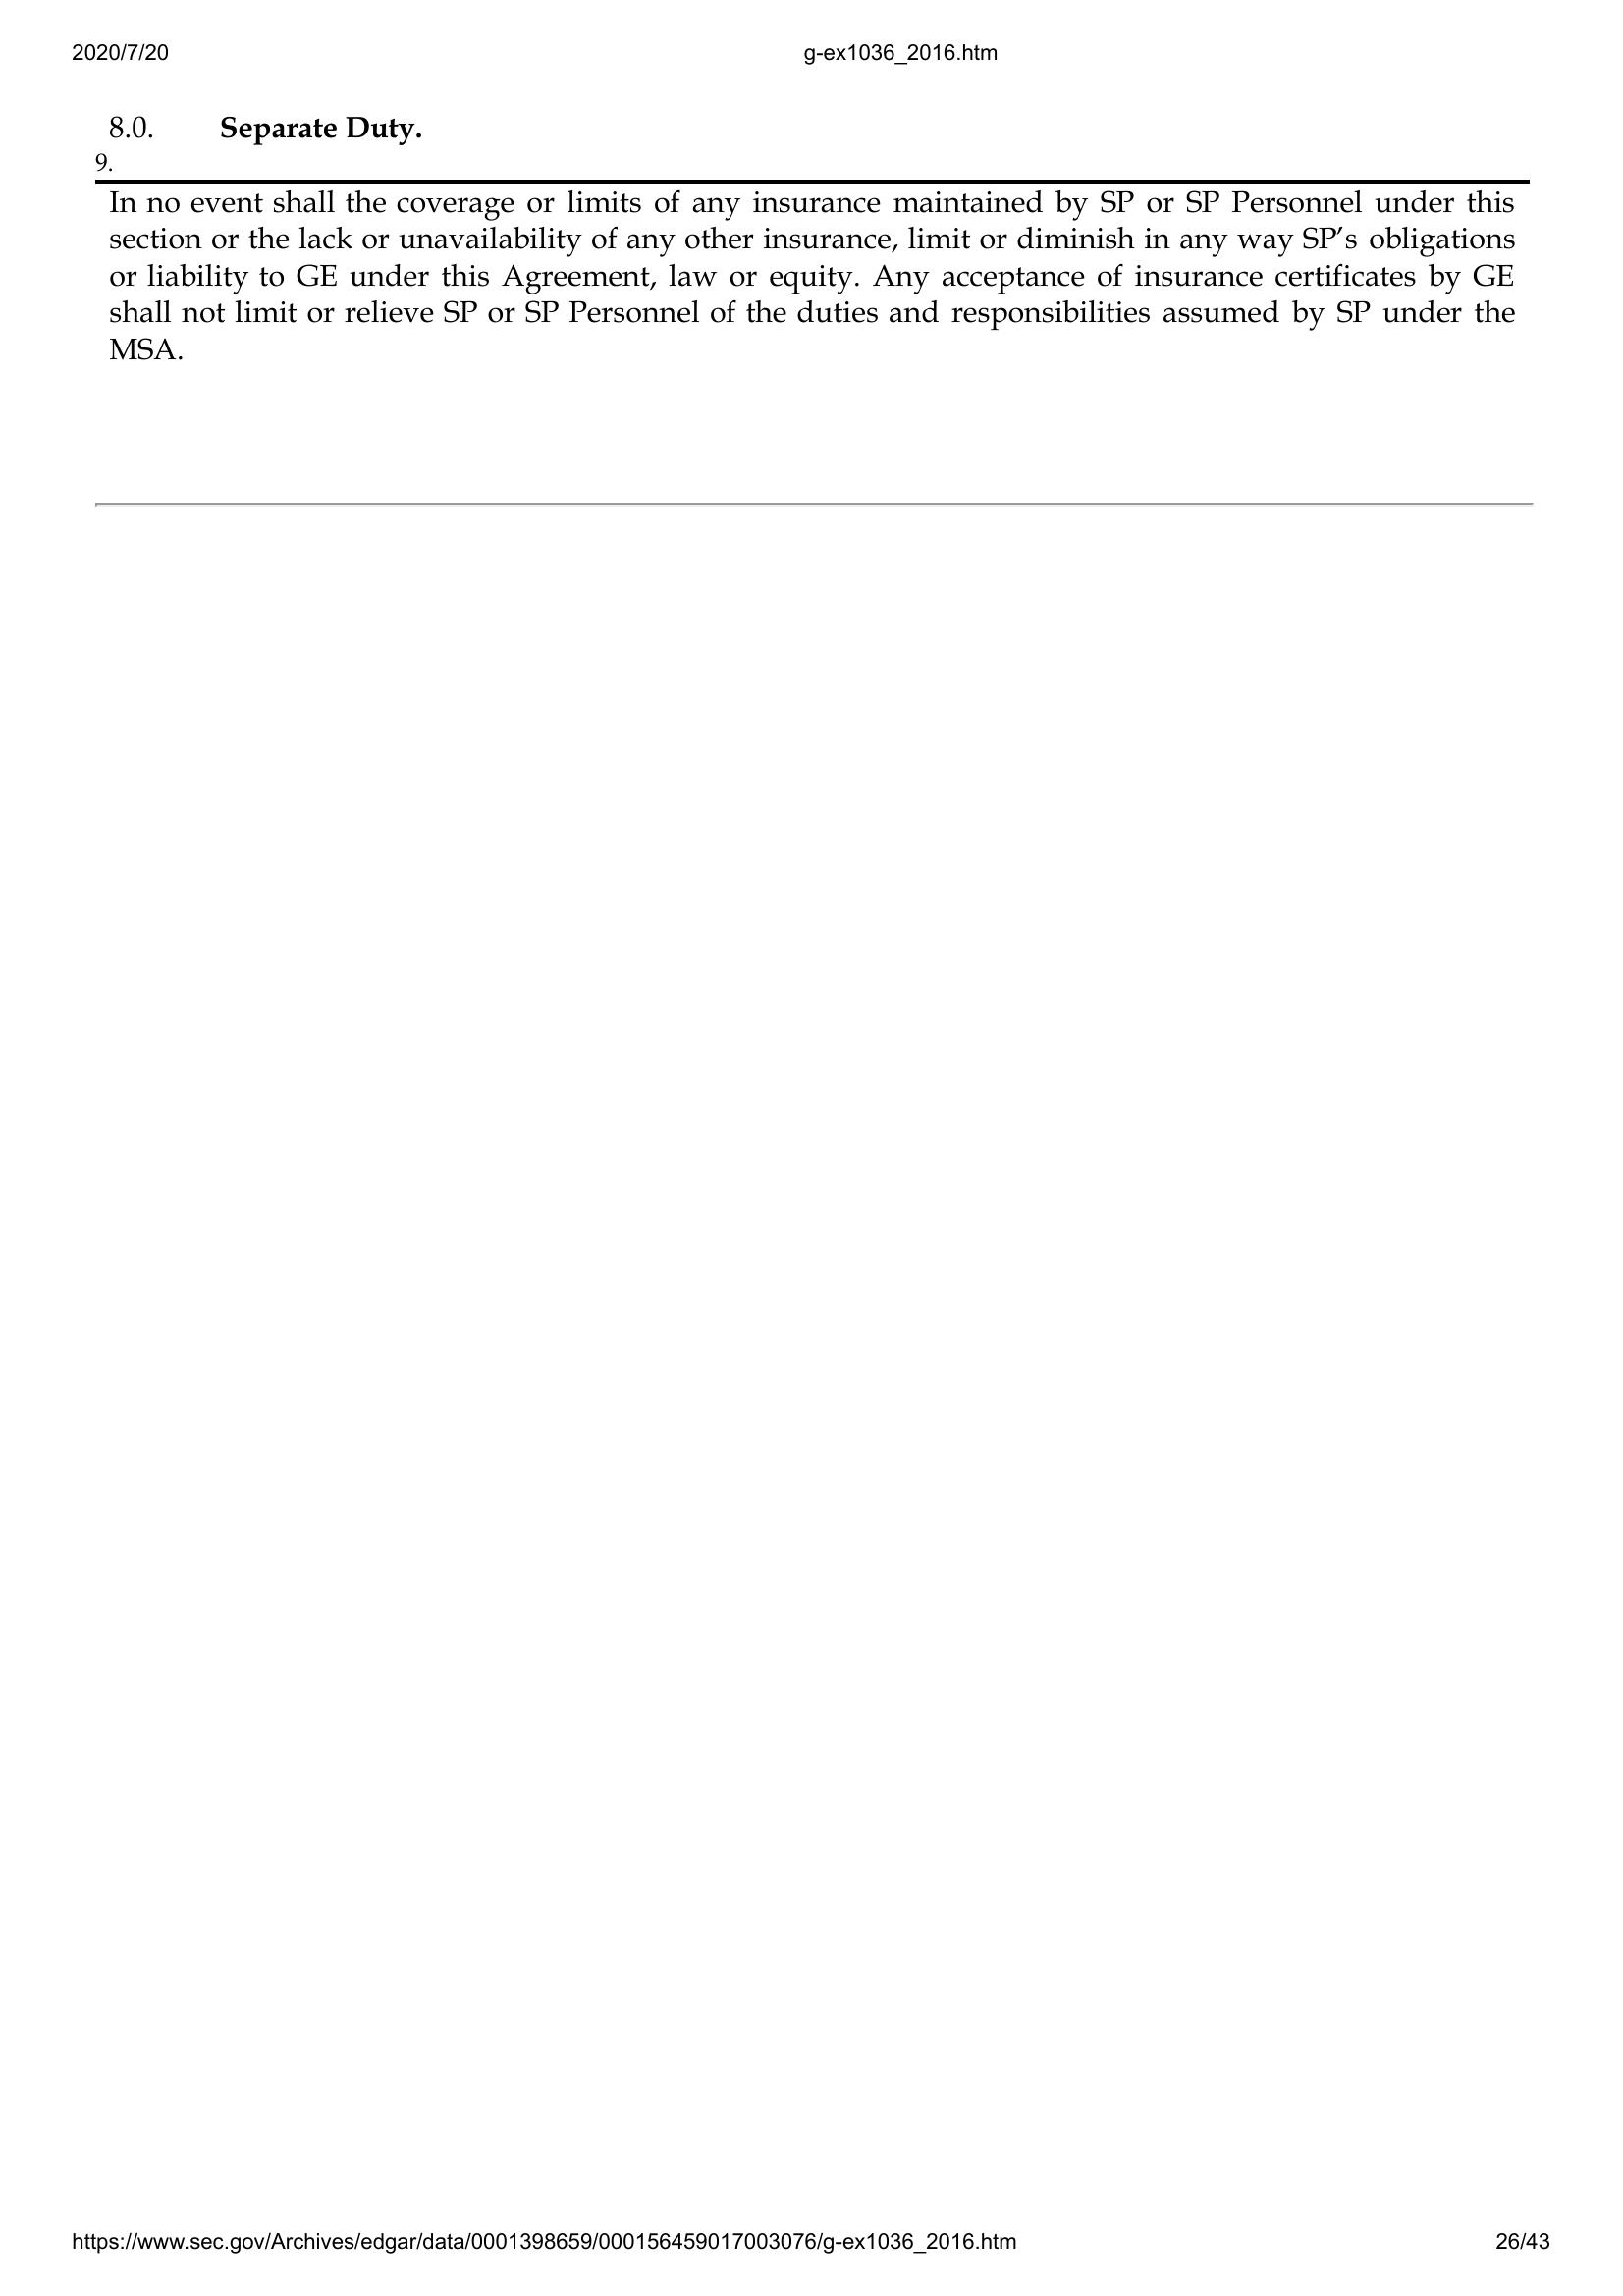 2020/7/20 g-ex1036_2016.htm
8.0. Separate Duty.
9.
In no event shall the coverage or limits of any insurance maintained by SP or SP Personnel under this
section or the lack or unavailability of any other insurance, limit or diminish in any way SP’s obligations
or liability to GE under this Agreement, law or equity. Any acceptance of insurance certificates by GE
shall not limit or relieve SP or SP Personnel of the duties and responsibilities assumed by SP under the
MSA.
https://www.sec.gov/Archives/edgar/data/0001398659/000156459017003076/g-ex1036_2016.htm 26/43